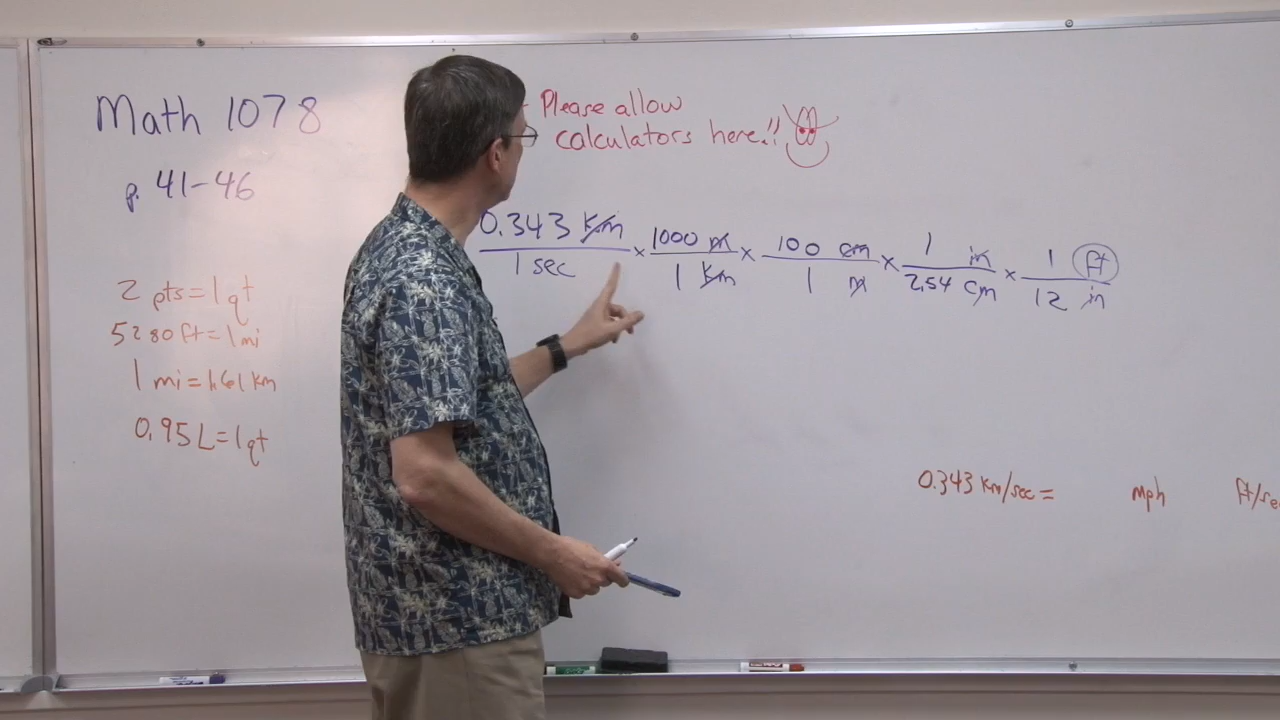 Math 1078
p. 41-46
Please allow
calculators here!!
0.343 km
1 sec
× 1000 m
1 km
× 100 cm
1 m
× 1 in
2.54 cm
× 1 ft
12 in
2 pts = 1 qt
5280 ft = 1 mi
1 mi = 1.61 km
0.95 L = 1 qt
0.343 km/sec = mph ft/se